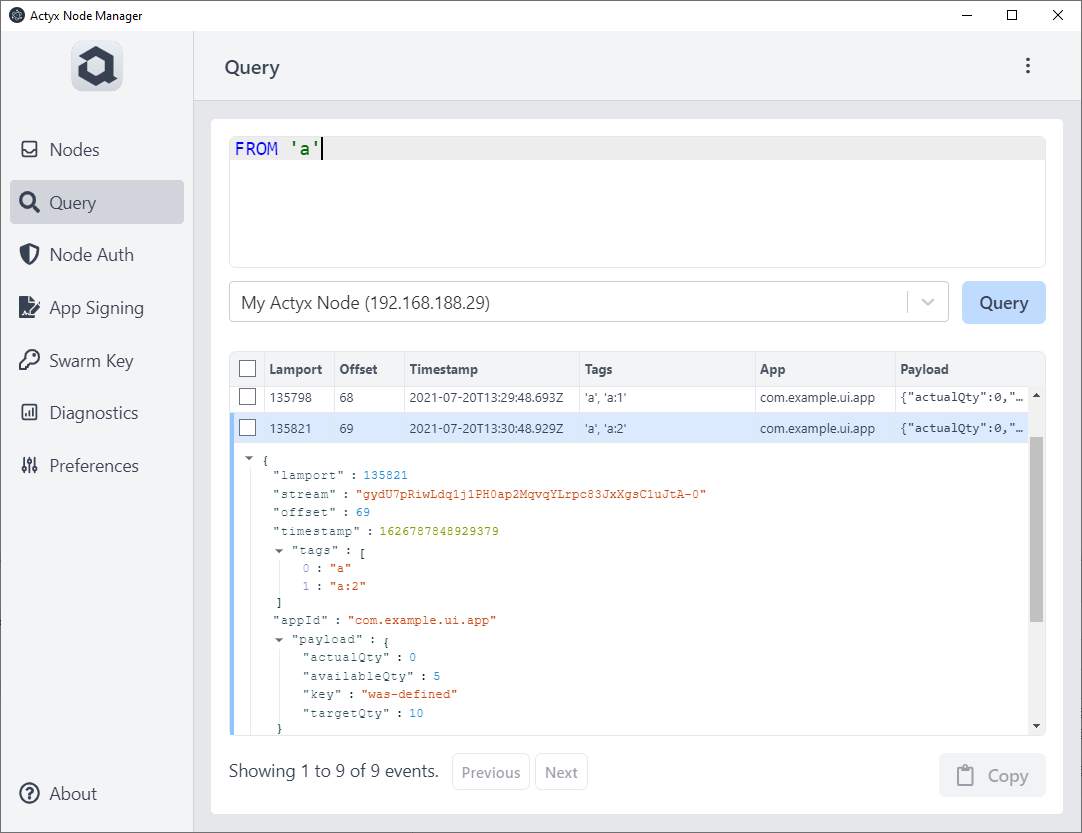 Actyx Node Manager
Query
Nodes
Query
Node Auth
App Signing
Swarm Key
Diagnostics
Preferences
About
FROM 'a'
My Actyx Node (192.168.188.29)
Query
Lamport Offset Timestamp Tags App Payload
135798 68 2021-07-20T13:29:48.693Z 'a', 'a:1' com.example.ui.app {"actualQty":0,"…
135821 69 2021-07-20T13:30:48.929Z 'a', 'a:2' com.example.ui.app {"actualQty":0,"…
{
"lamport" : 135821
"stream" : "gydU7pRiwLdq1j1PH0ap2MqvqYLrpc83JxXgsC1uJtA-0"
"offset" : 69
"timestamp" : 1626787848929379
"tags" : [
0 : "a"
1 : "a:2"
]
"appId" : "com.example.ui.app"
"payload" : {
"actualQty" : 0
"availableQty" : 5
"key" : "was-defined"
"targetQty" : 10
}
Showing 1 to 9 of 9 events.
Previous
Next
Copy